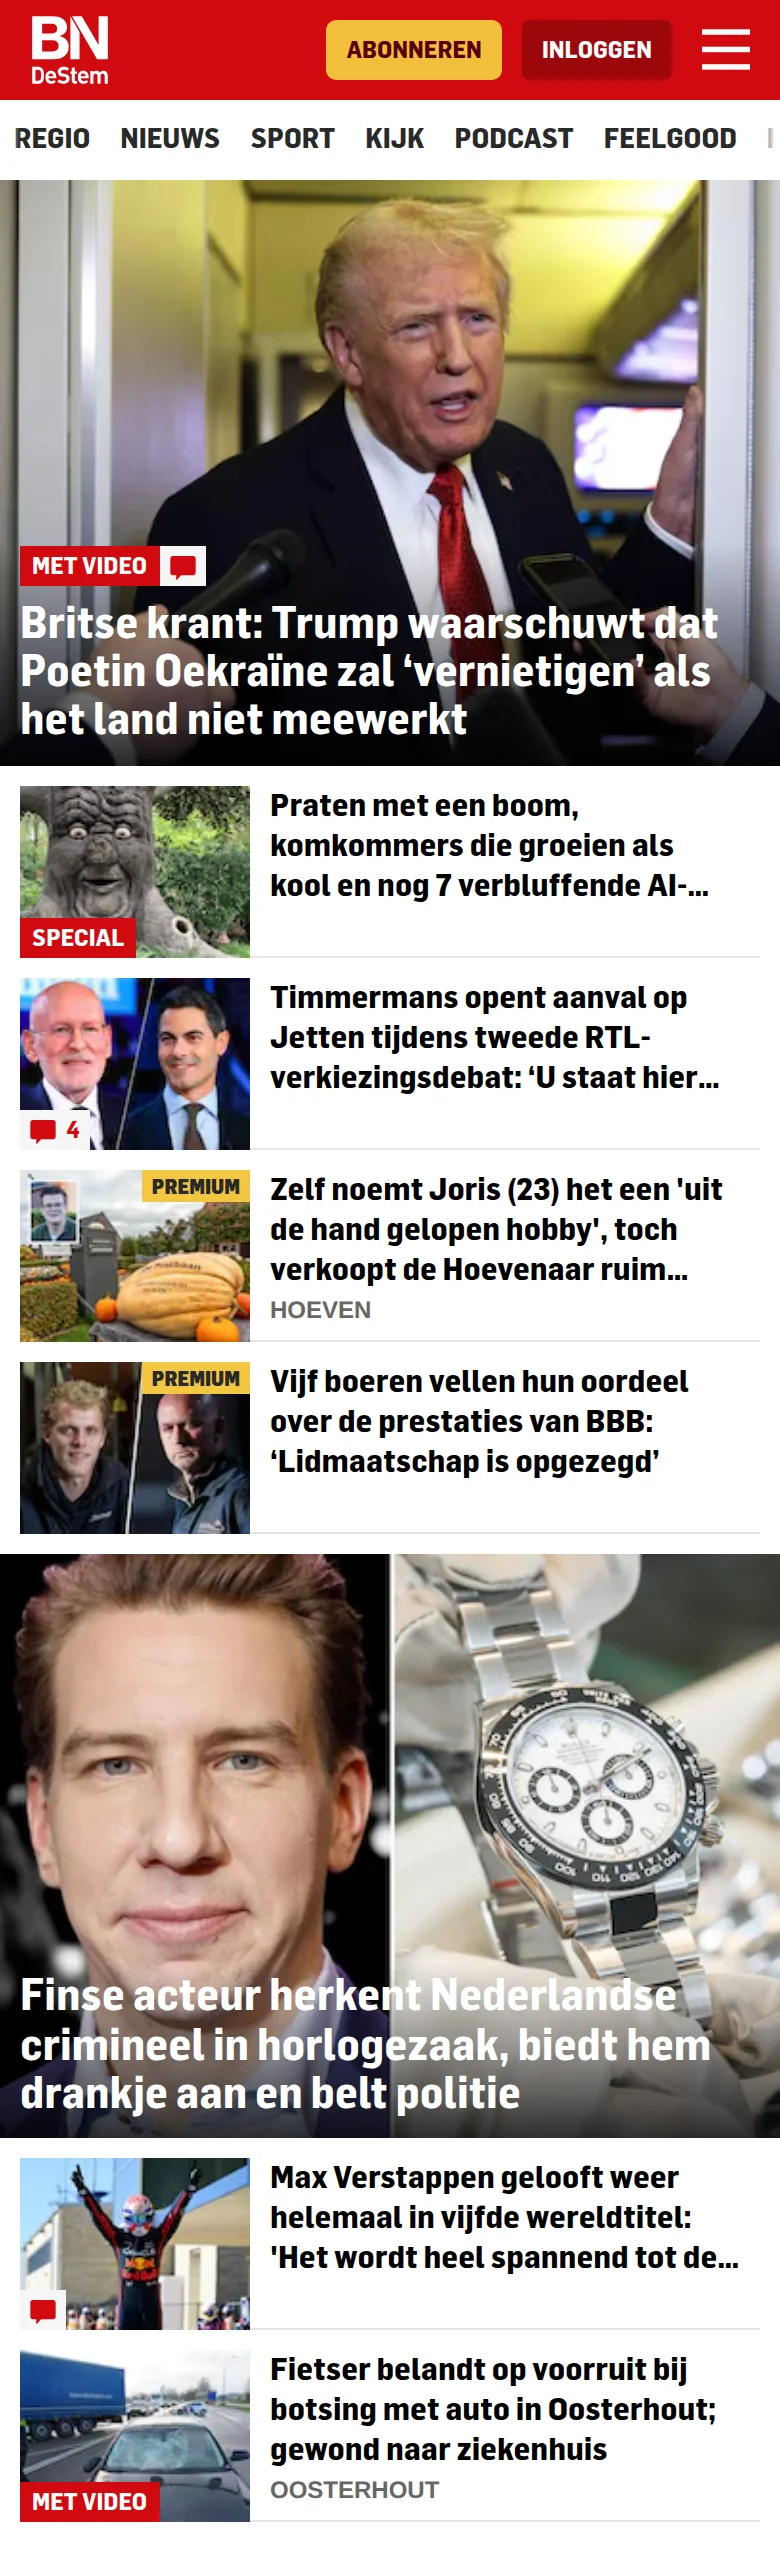 BN
DeStem
ABONNEREN
INLOGGEN
REGIO NIEUWS SPORT KIJK PODCAST FEELGOOD
MET VIDEO
Britse krant: Trump waarschuwt dat
Poetin Oekraïne zal ‘vernietigen’ als
het land niet meewerkt
Praten met een boom,
komkommers die groeien als
kool en nog 7 verbluffende AI-...
SPECIAL
Timmermans opent aanval op
Jetten tijdens tweede RTL-
verkiezingsdebat: ‘U staat hier...
4
PREMIUM
Zelf noemt Joris (23) het een 'uit
de hand gelopen hobby', toch
verkoopt de Hoevenaar ruim...
HOEVEN
PREMIUM
Vijf boeren vellen hun oordeel
over de prestaties van BBB:
‘Lidmaatschap is opgezegd’
Finse acteur herkent Nederlandse
crimineel in horlogezaak, biedt hem
drankje aan en belt politie
Max Verstappen gelooft weer
helemaal in vijfde wereldtitel:
'Het wordt heel spannend tot de...
Fietser belandt op voorruit bij
botsing met auto in Oosterhout;
gewond naar ziekenhuis
OOSTERHOUT
MET VIDEO